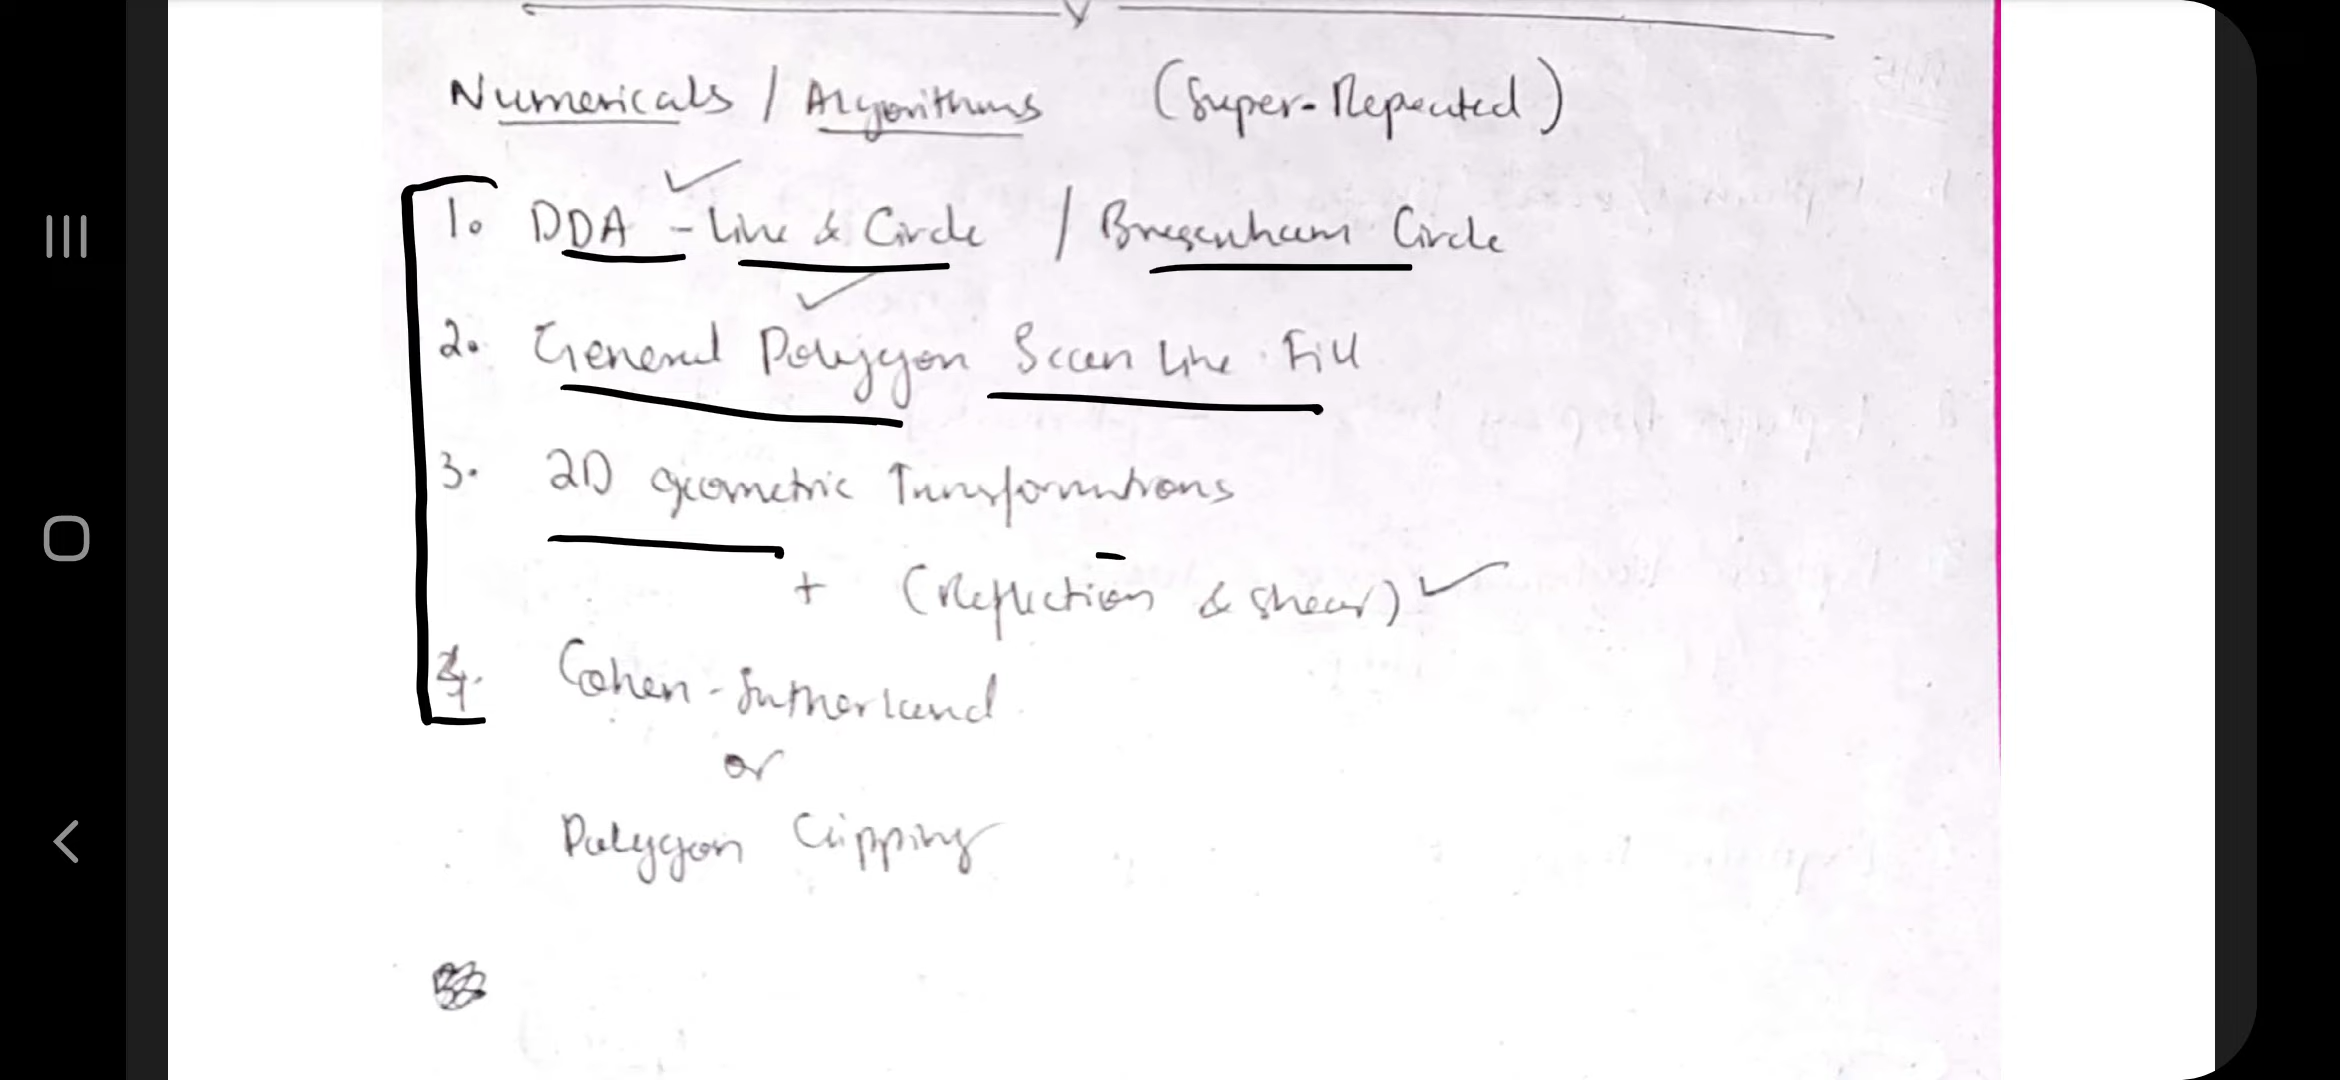 Numericals / Algorithms (Super-Repeated)
1. DDA - Line & Circle / Bresenham Circle
2. General Polygon Scan Line Fill
3. 2D geometric Transformations
+ (Reflection & shear)
4. Cohen-Sutherland
or
Polygon Clipping